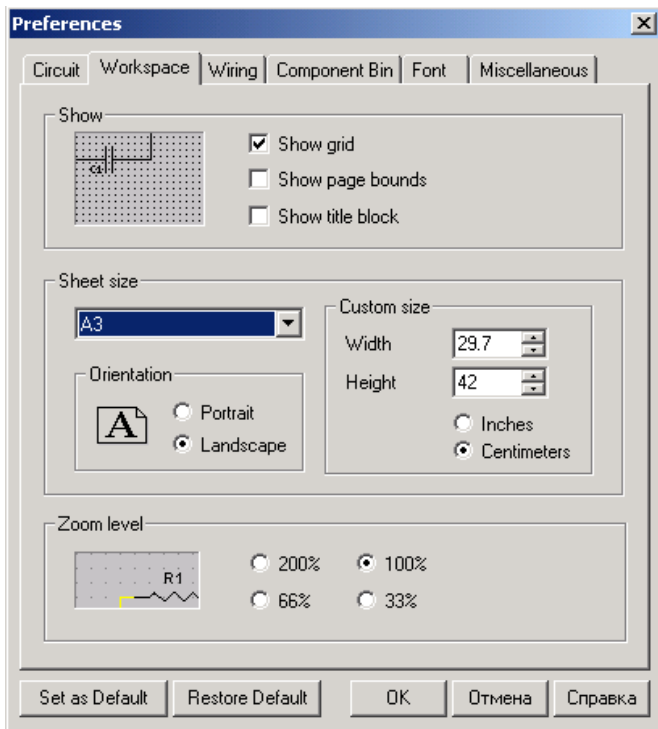 Preferences
Circuit Workspace Wiring Component Bin Font Miscellaneous
Show
C1
Show grid
Show page bounds
Show title block
Sheet size
A3
Orientation
A
Portrait
Landscape
Custom size
Width 29.7
Height 42
Inches
Centimeters
Zoom level
R1
200% 100%
66% 33%
Set as Default Restore Default OK Отмена Справка